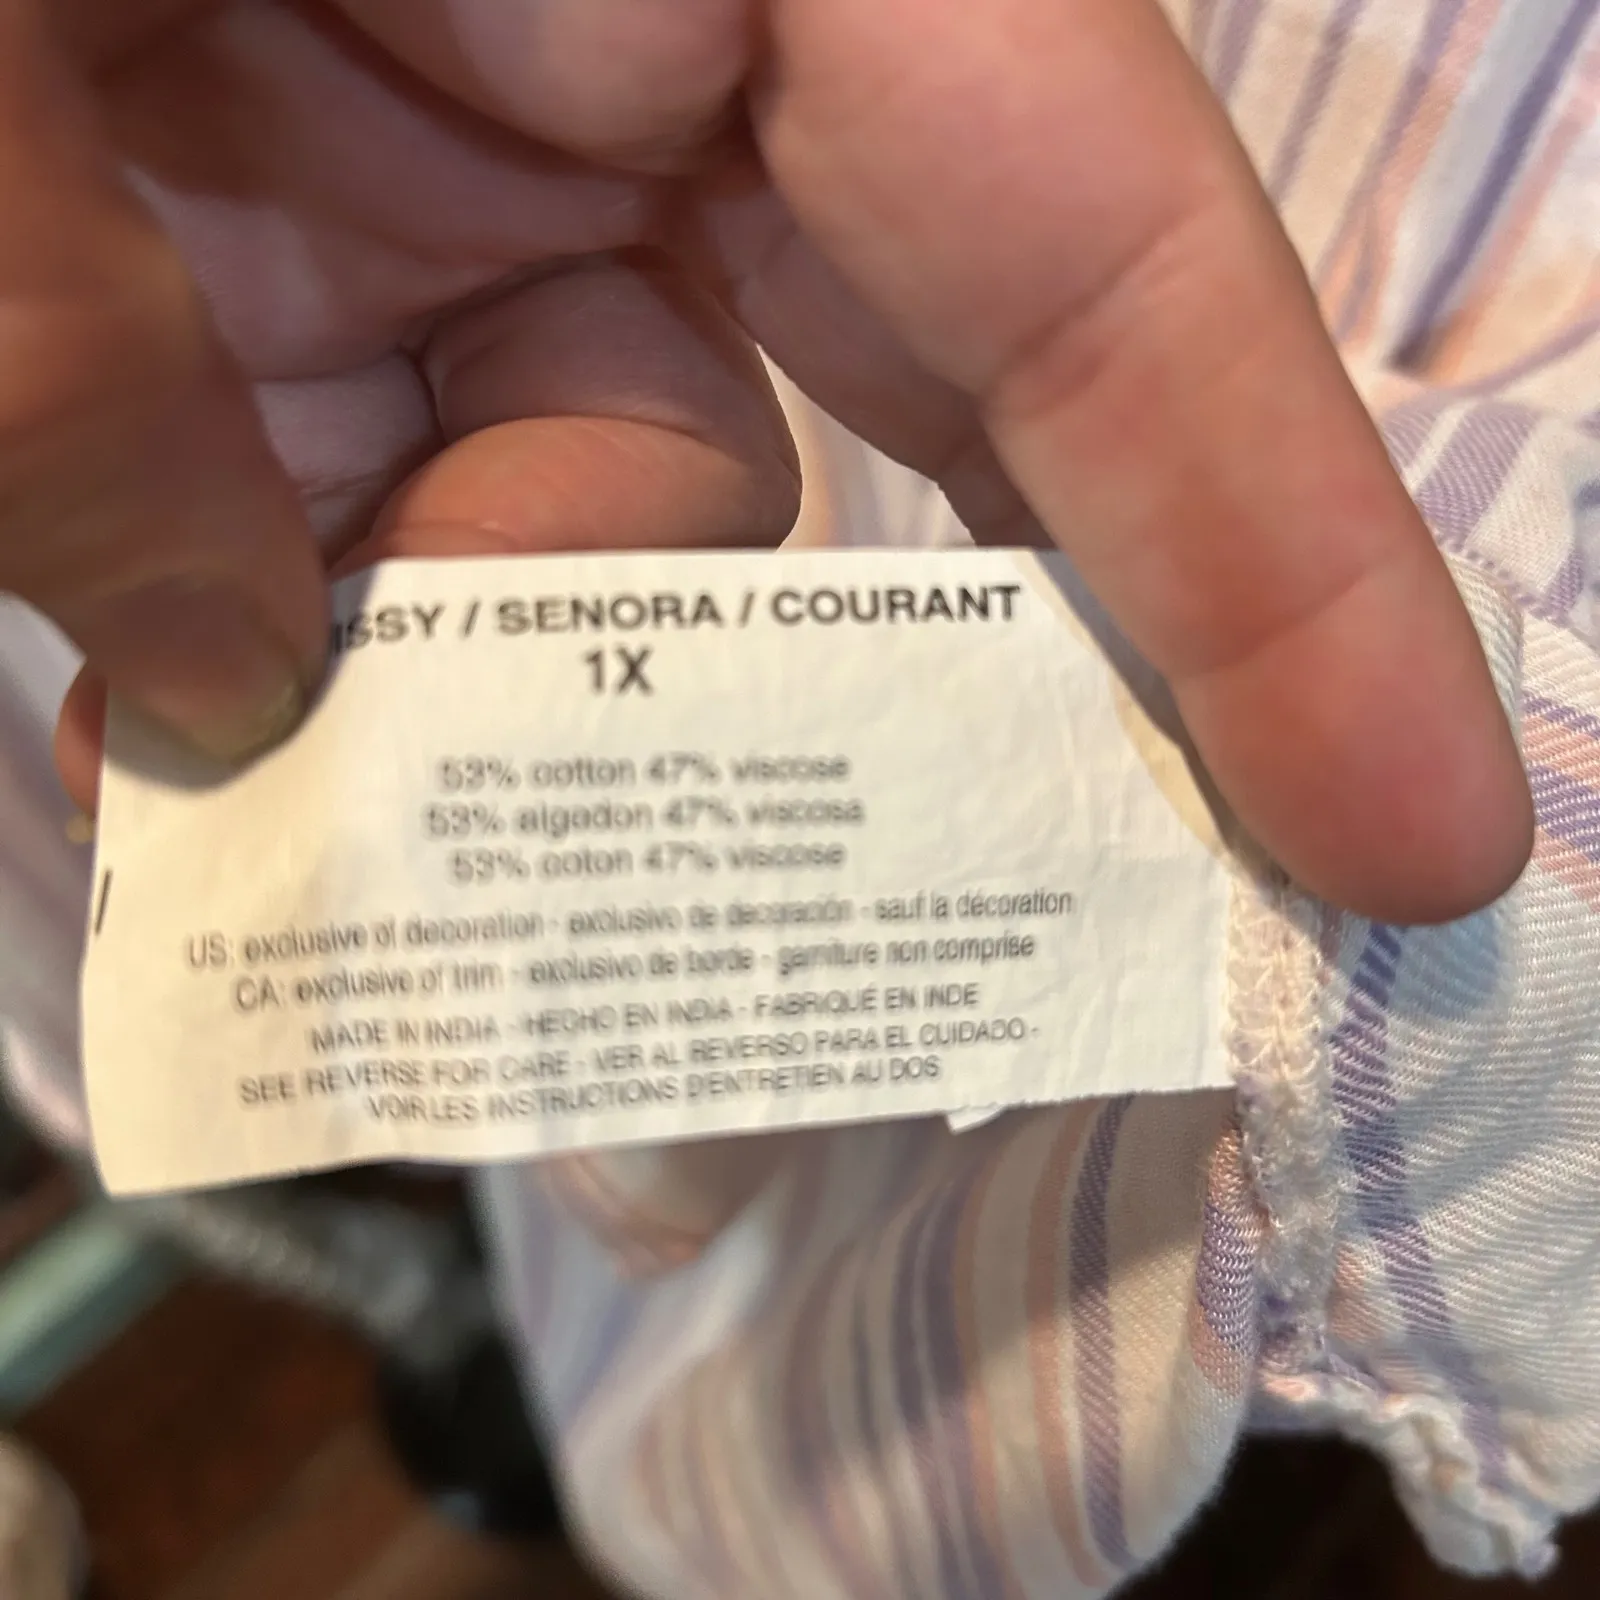 ISSY / SENORA / COURANT
1X
53% cotton 47% viscose
53% algodon 47% viscosa
53% coton 47% viscose
US: exclusive of decoration - exclusivo de decoración - sauf la décoration
CA: exclusive of trim - exclusivo de borde - garniture non comprise
MADE IN INDIA - HECHO EN INDIA - FABRIQUÉ EN INDE
SEE REVERSE FOR CARE - VER AL REVERSO PARA EL CUIDADO -
VOIR LES INSTRUCTIONS D'ENTRETIEN AU DOS